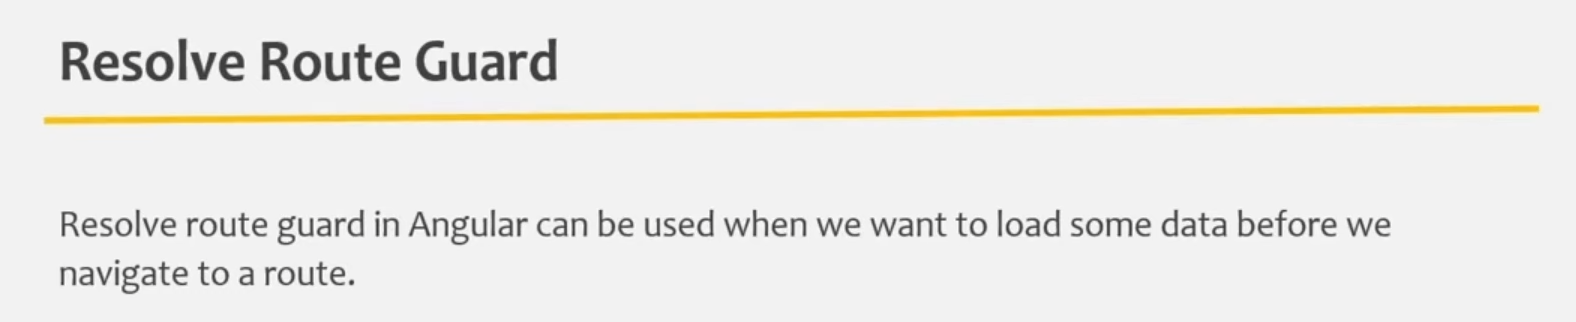 Resolve Route Guard
Resolve route guard in Angular can be used when we want to load some data before we
navigate to a route.